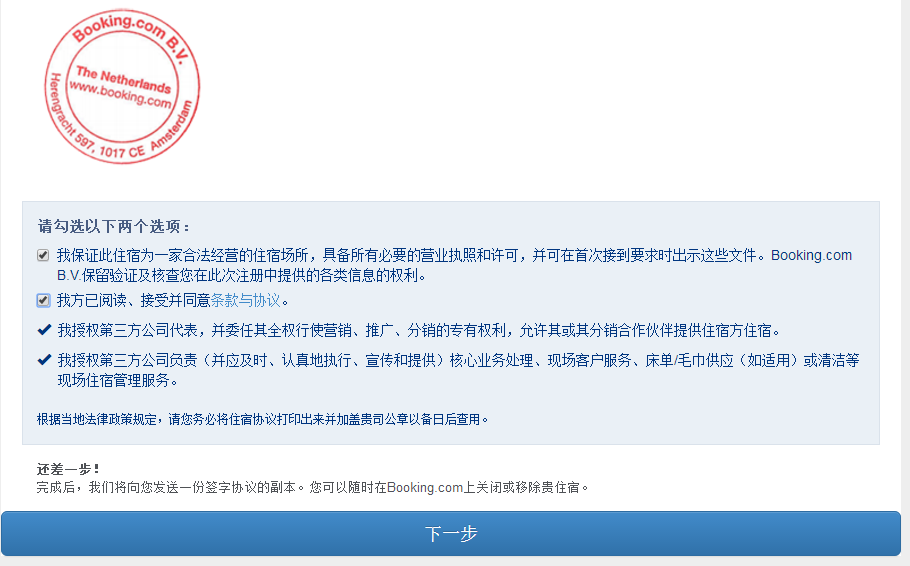 Booking.com B.V.
The Netherlands
www.booking.com
Herengracht 597, 1017 CE Amsterdam
请勾选以下两个选项：
我保证此住宿为一家合法经营的住宿场所，具备所有必要的营业执照和许可，并可在首次接到要求时出示这些文件。Booking.com
B.V.保留验证及核查您在此次注册中提供的各类信息的权利。
我方已阅读、接受并同意条款与协议。
我授权第三方公司代表，并委任其全权行使营销、推广、分销的专有权利，允许其或其分销合作伙伴提供住宿方住宿。
我授权第三方公司负责（并应及时、认真地执行、宣传和提供）核心业务处理、现场客户服务、床单/毛巾供应（如适用）或清洁等
现场住宿管理服务。
根据当地法律政策规定，请您务必将住宿协议打印出来并加盖贵司公章以备日后查用。
还差一步！
完成后，我们将向您发送一份签字协议的副本。您可以随时在Booking.com上关闭或移除贵住宿。
下一步